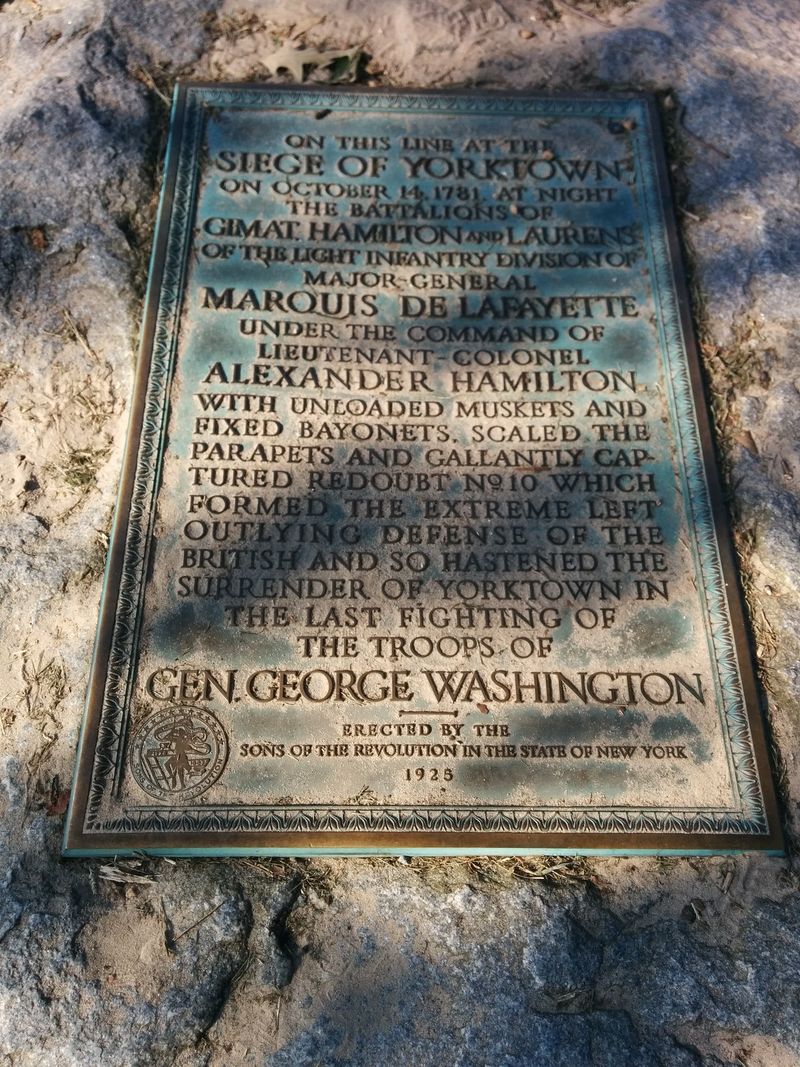 ON THIS LINE AT THE
SIEGE OF YORKTOWN,
ON OCTOBER 14, 1781, AT NIGHT
THE BATTALIONS OF
GIMAT, HAMILTON AND LAURENS
OF THE LIGHT INFANTRY DIVISION OF
MAJOR-GENERAL
MARQUIS DE LAFAYETTE
UNDER THE COMMAND OF
LIEUTENANT-COLONEL
ALEXANDER HAMILTON
WITH UNLOADED MUSKETS AND
FIXED BAYONETS, SCALED THE
PARAPETS AND GALLANTLY CAP-
TURED REDOUBT No 10 WHICH
FORMED THE EXTREME LEFT
OUTLYING DEFENSE OF THE
BRITISH AND SO HASTENED THE
SURRENDER OF YORKTOWN IN
THE LAST FIGHTING OF
THE TROOPS OF
GEN. GEORGE WASHINGTON
ERECTED BY THE
SONS OF THE REVOLUTION IN THE STATE OF NEW YORK